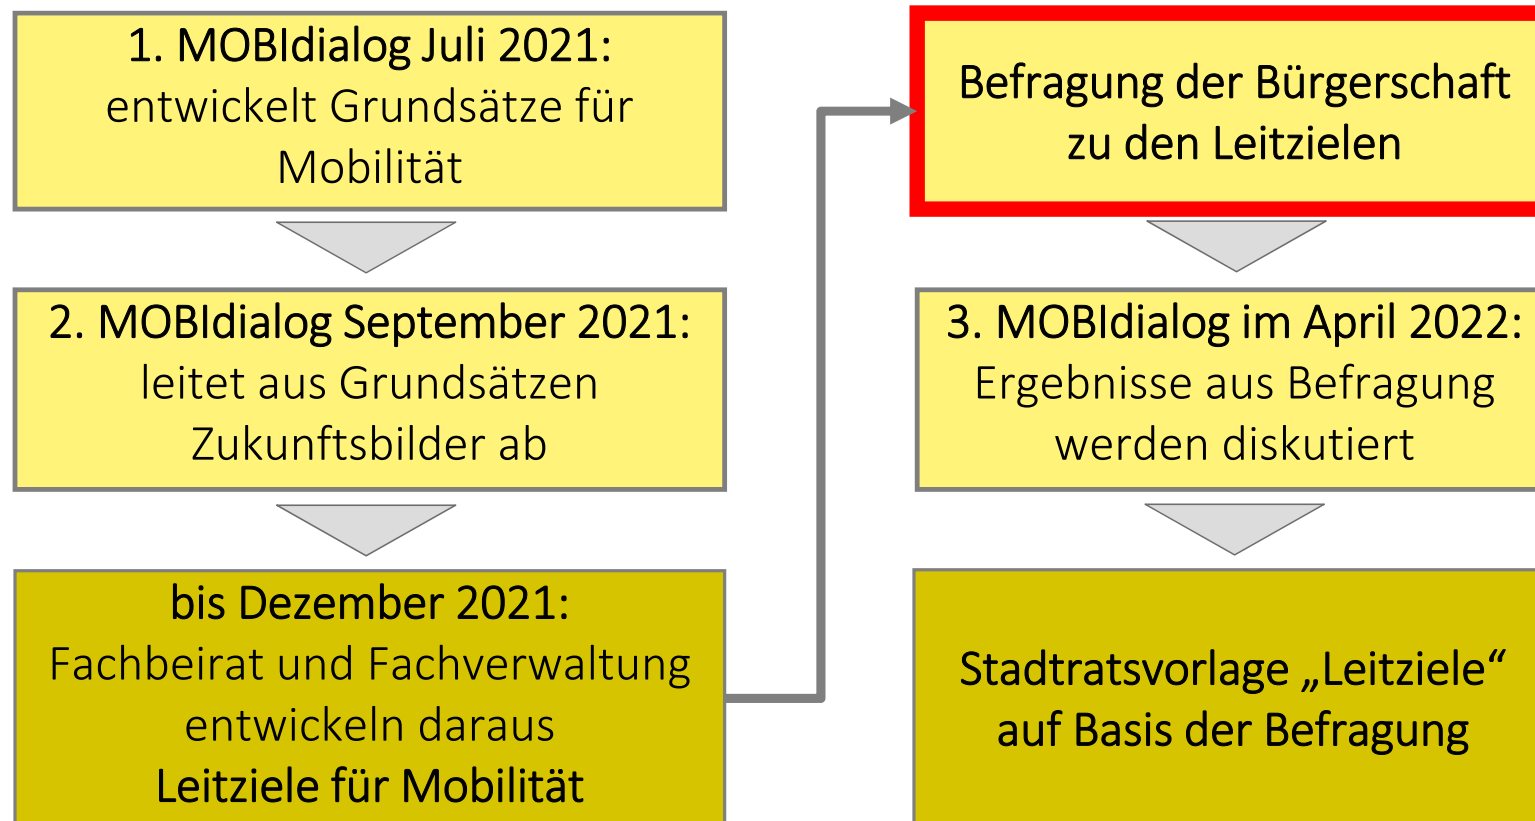 1. MOBIdialog Juli 2021:
entwickelt Grundsätze für
Mobilität
2. MOBIdialog September 2021:
leitet aus Grundsätzen
Zukunftsbilder ab
bis Dezember 2021:
Fachbeirat und Fachverwaltung
entwickeln daraus
Leitziele für Mobilität
Befragung der Bürgerschaft
zu den Leitzielen
3. MOBIdialog im April 2022:
Ergebnisse aus Befragung
werden diskutiert
Stadtratsvorlage „Leitziele“
auf Basis der Befragung